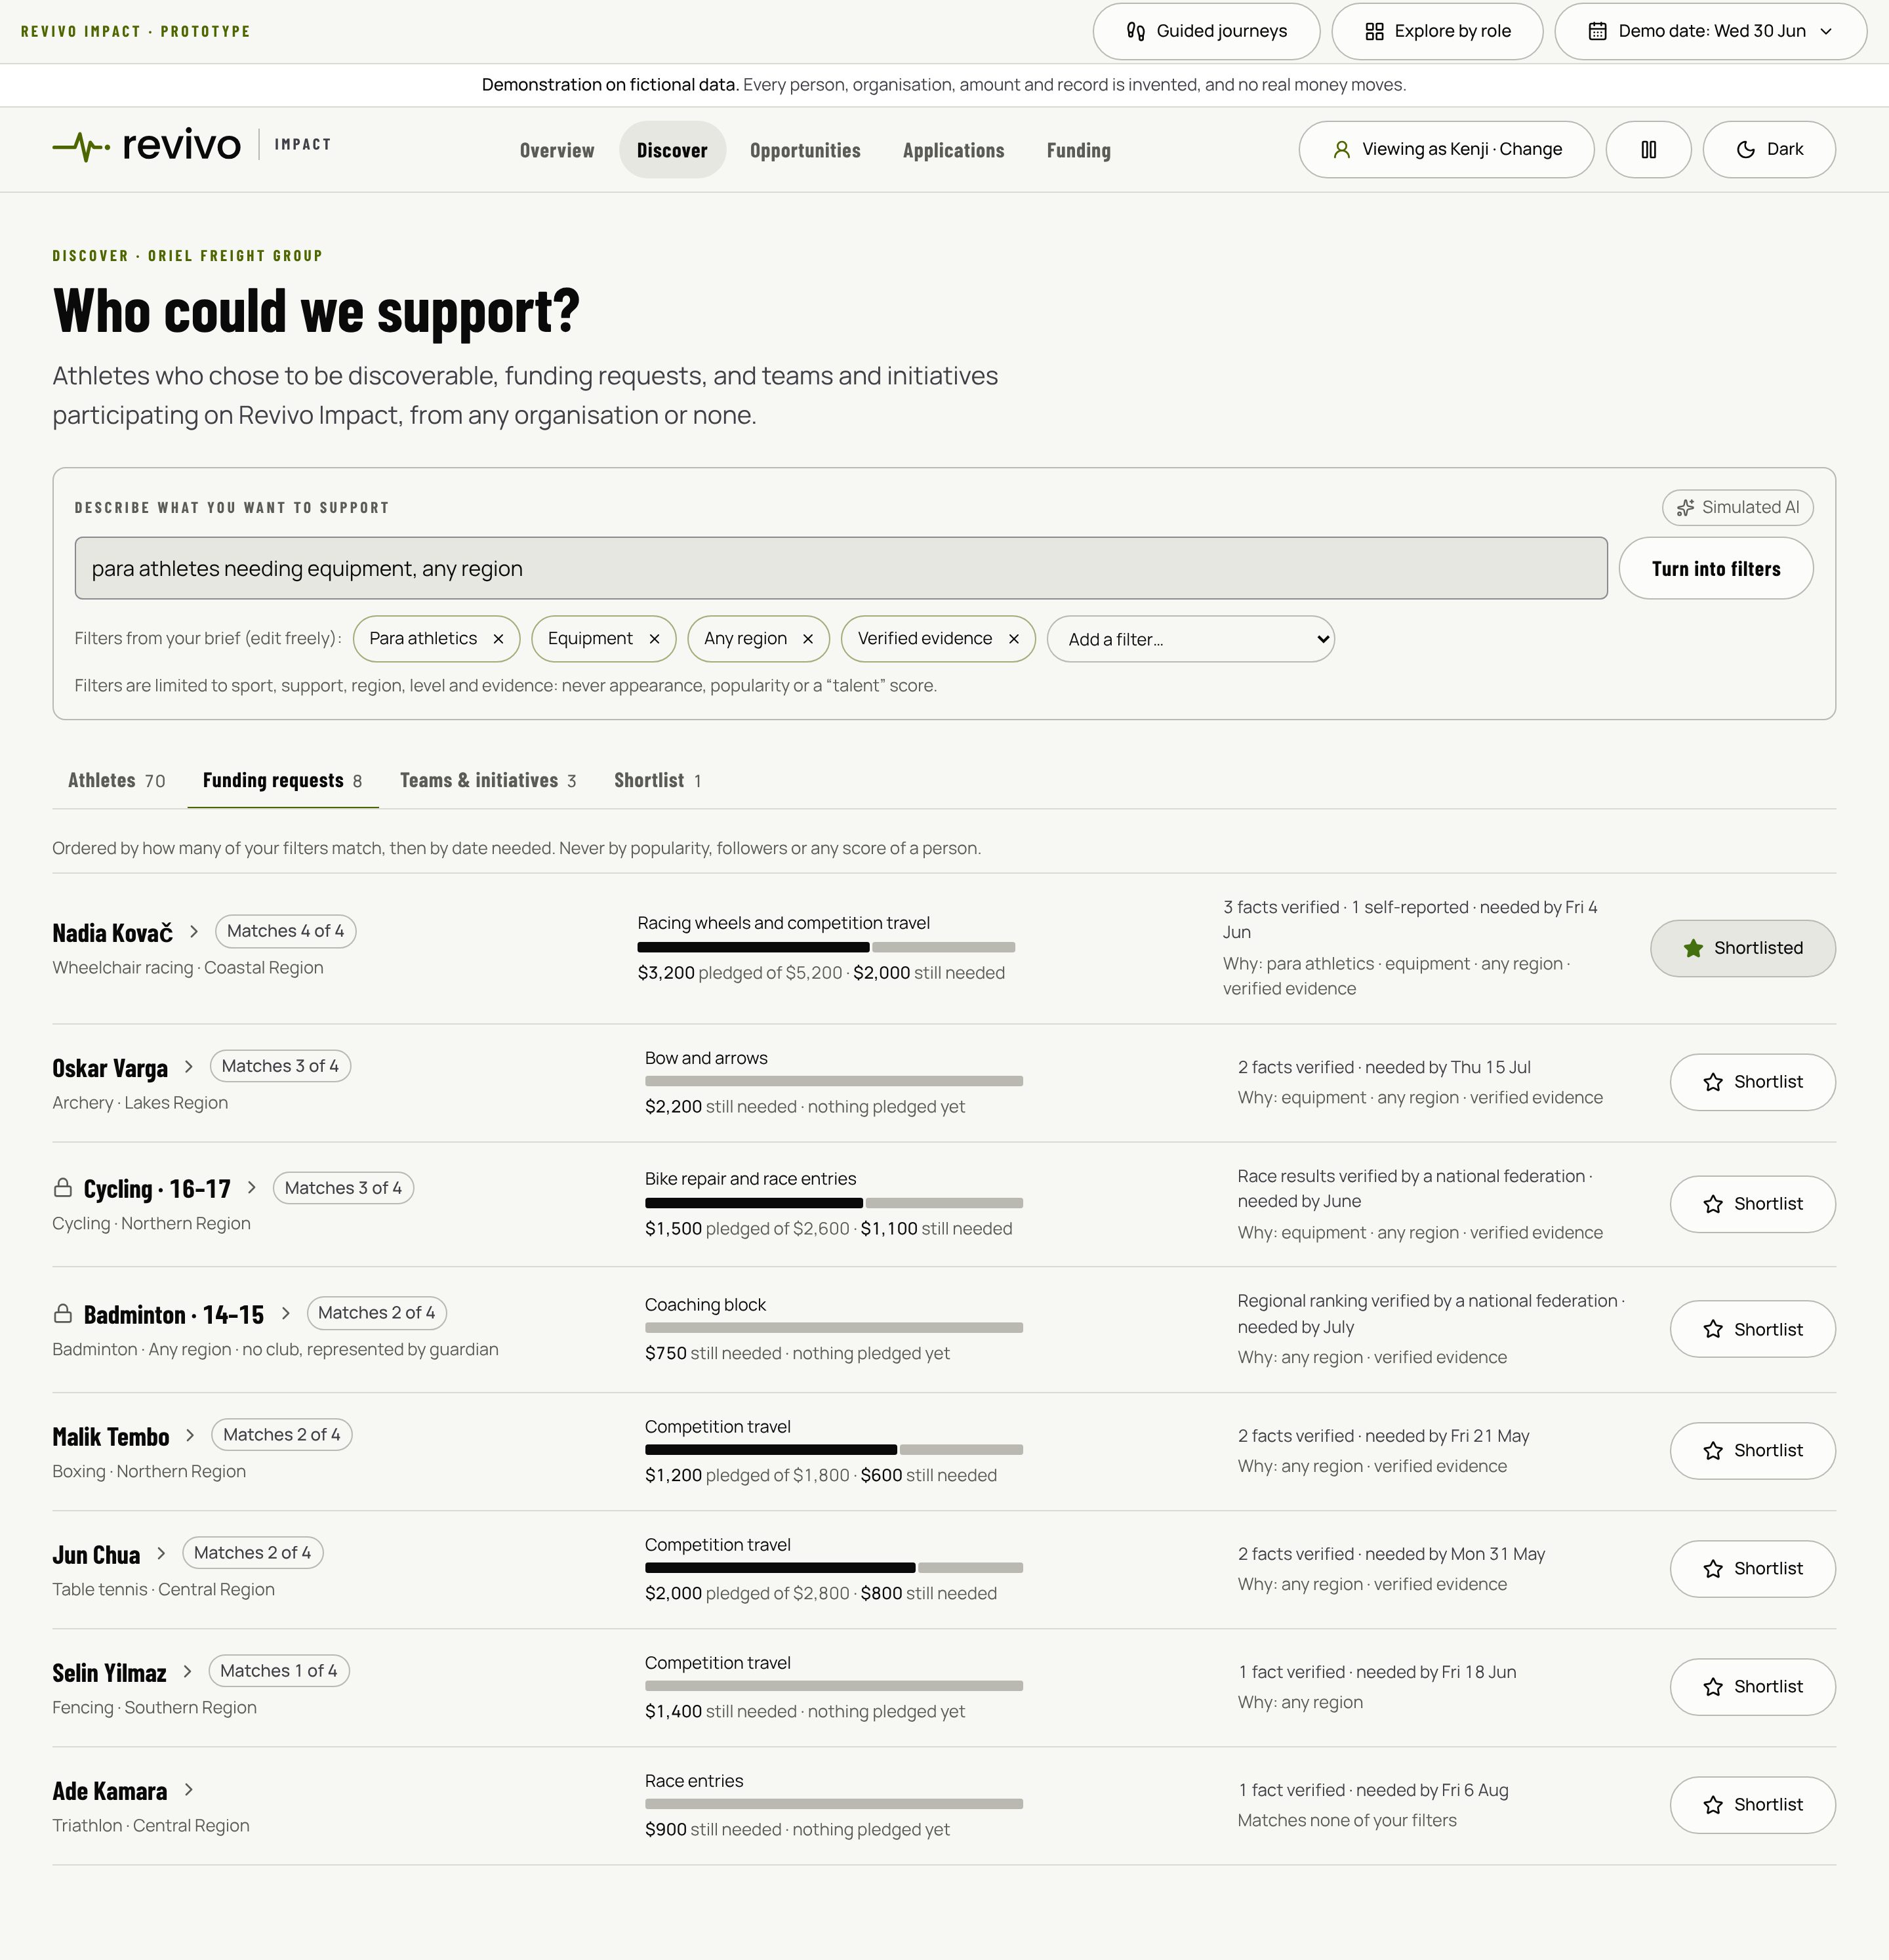 REVIVO IMPACT · PROTOTYPE
Guided journeys
Explore by role
Demo date: Wed 30 Jun
Demonstration on fictional data. Every person, organisation, amount and record is invented, and no real money moves.
revivo
IMPACT
Overview
Discover
Opportunities
Applications
Funding
Viewing as Kenji · Change
Dark
DISCOVER · ORIEL FREIGHT GROUP
Who could we support?
Athletes who chose to be discoverable, funding requests, and teams and initiatives
participating on Revivo Impact, from any organisation or none.
DESCRIBE WHAT YOU WANT TO SUPPORT
Simulated AI
para athletes needing equipment, any region
Turn into filters
Filters from your brief (edit freely):
Para athletics ×
Equipment ×
Any region ×
Verified evidence ×
Add a filter…
Filters are limited to sport, support, region, level and evidence: never appearance, popularity or a “talent” score.
Athletes 70
Funding requests 8
Teams & initiatives 3
Shortlist 1
Ordered by how many of your filters match, then by date needed. Never by popularity, followers or any score of a person.
Nadia Kovač
Matches 4 of 4
Wheelchair racing · Coastal Region
Racing wheels and competition travel
$3,200 pledged of $5,200 · $2,000 still needed
3 facts verified · 1 self-reported · needed by Fri 4
Jun
Why: para athletics · equipment · any region ·
verified evidence
Shortlisted
Oskar Varga
Matches 3 of 4
Archery · Lakes Region
Bow and arrows
$2,200 still needed · nothing pledged yet
2 facts verified · needed by Thu 15 Jul
Why: equipment · any region · verified evidence
Shortlist
Cycling · 16–17
Matches 3 of 4
Cycling · Northern Region
Bike repair and race entries
$1,500 pledged of $2,600 · $1,100 still needed
Race results verified by a national federation ·
needed by June
Why: equipment · any region · verified evidence
Shortlist
Badminton · 14–15
Matches 2 of 4
Badminton · Any region · no club, represented by guardian
Coaching block
$750 still needed · nothing pledged yet
Regional ranking verified by a national federation ·
needed by July
Why: any region · verified evidence
Shortlist
Malik Tembo
Matches 2 of 4
Boxing · Northern Region
Competition travel
$1,200 pledged of $1,800 · $600 still needed
2 facts verified · needed by Fri 21 May
Why: any region · verified evidence
Shortlist
Jun Chua
Matches 2 of 4
Table tennis · Central Region
Competition travel
$2,000 pledged of $2,800 · $800 still needed
2 facts verified · needed by Mon 31 May
Why: any region · verified evidence
Shortlist
Selin Yilmaz
Matches 1 of 4
Fencing · Southern Region
Competition travel
$1,400 still needed · nothing pledged yet
1 fact verified · needed by Fri 18 Jun
Why: any region
Shortlist
Ade Kamara
Triathlon · Central Region
Race entries
$900 still needed · nothing pledged yet
1 fact verified · needed by Fri 6 Aug
Matches none of your filters
Shortlist